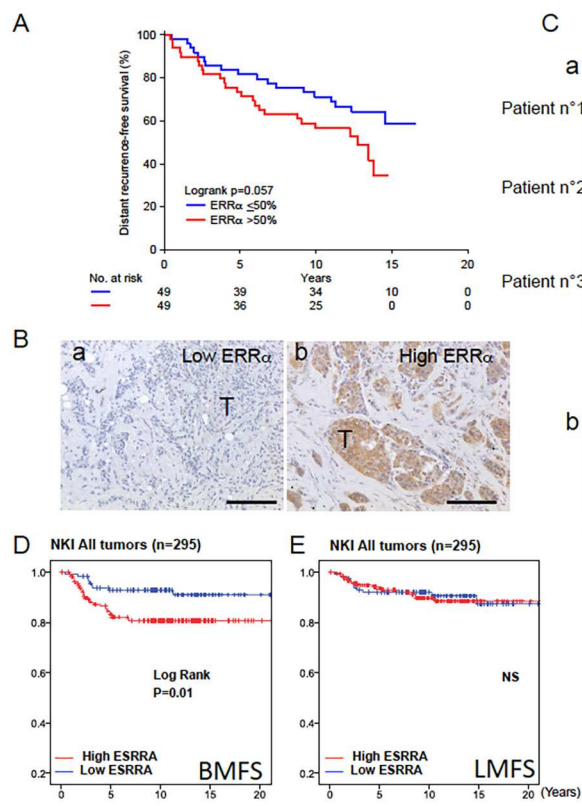 A
Distant recurrence-free survival (%)
100
80
60
40
20
0
Logrank p=0.057
ERRα ≤50%
ERRα >50%
0 5 10 15 20
No. at risk Years
49 39 34 10 0
49 36 25 0 0
B
a Low ERRα
T
b High ERRα
T
C
a
Patient n°1
Patient n°2
Patient n°3
b
D NKI All tumors (n=295)
1.0
0.8
0.6
0.4
0.2
Log Rank
P=0.01
High ESRRA
Low ESRRA
BMFS
0 5 10 15 20
E NKI All tumors (n=295)
1.0
0.8
0.6
0.4
0.2
NS
High ESRRA
Low ESRRA
LMFS
0 5 10 15 20 (Years)